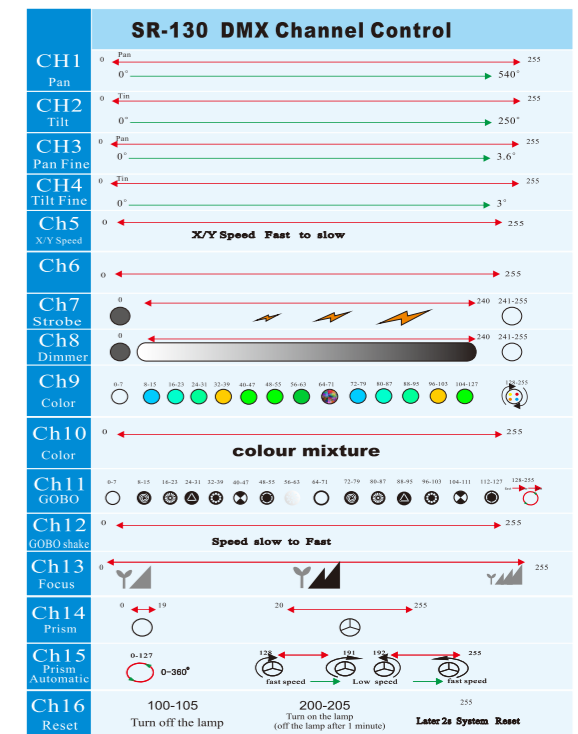 SR-130 DMX Channel Control
CH1
Pan
0 Pan 255
0° 540°
CH2
Tilt
0 Tin 255
0° 250°
CH3
Pan Fine
0 Pan 255
0° 3.6°
CH4
Tilt Fine
0 Tin 255
0° 3°
Ch5
X/Y Speed
0 255
X/Y Speed Fast to slow
Ch6
0 255
Ch7
Strobe
0 240 241-255
Ch8
Dimmer
0 240 241-255
Ch9
Color
0-7 8-15 16-23 24-31 32-39 40-47 48-55 56-63 64-71 72-79 80-87 88-95 96-103 104-127 128-255
Ch10
Color
0 255
colour mixture
Ch11
GOBO
0-7 8-15 16-23 24-31 32-39 40-47 48-55 56-63 64-71 72-79 80-87 88-95 96-103 104-111 112-127 128-255
Ch12
GOBO shake
0 255
Speed slow to Fast
Ch13
Focus
0 255
Ch14
Prism
0 19 20 255
Ch15
Prism
Automatic
0-127 128 191 192 255
0-360°
fast speed Low speed fast speed
Ch16
Reset
100-105 200-205 255
Turn off the lamp
Turn on the lamp
(off the lamp after 1 minute)
Later 2s System Reset